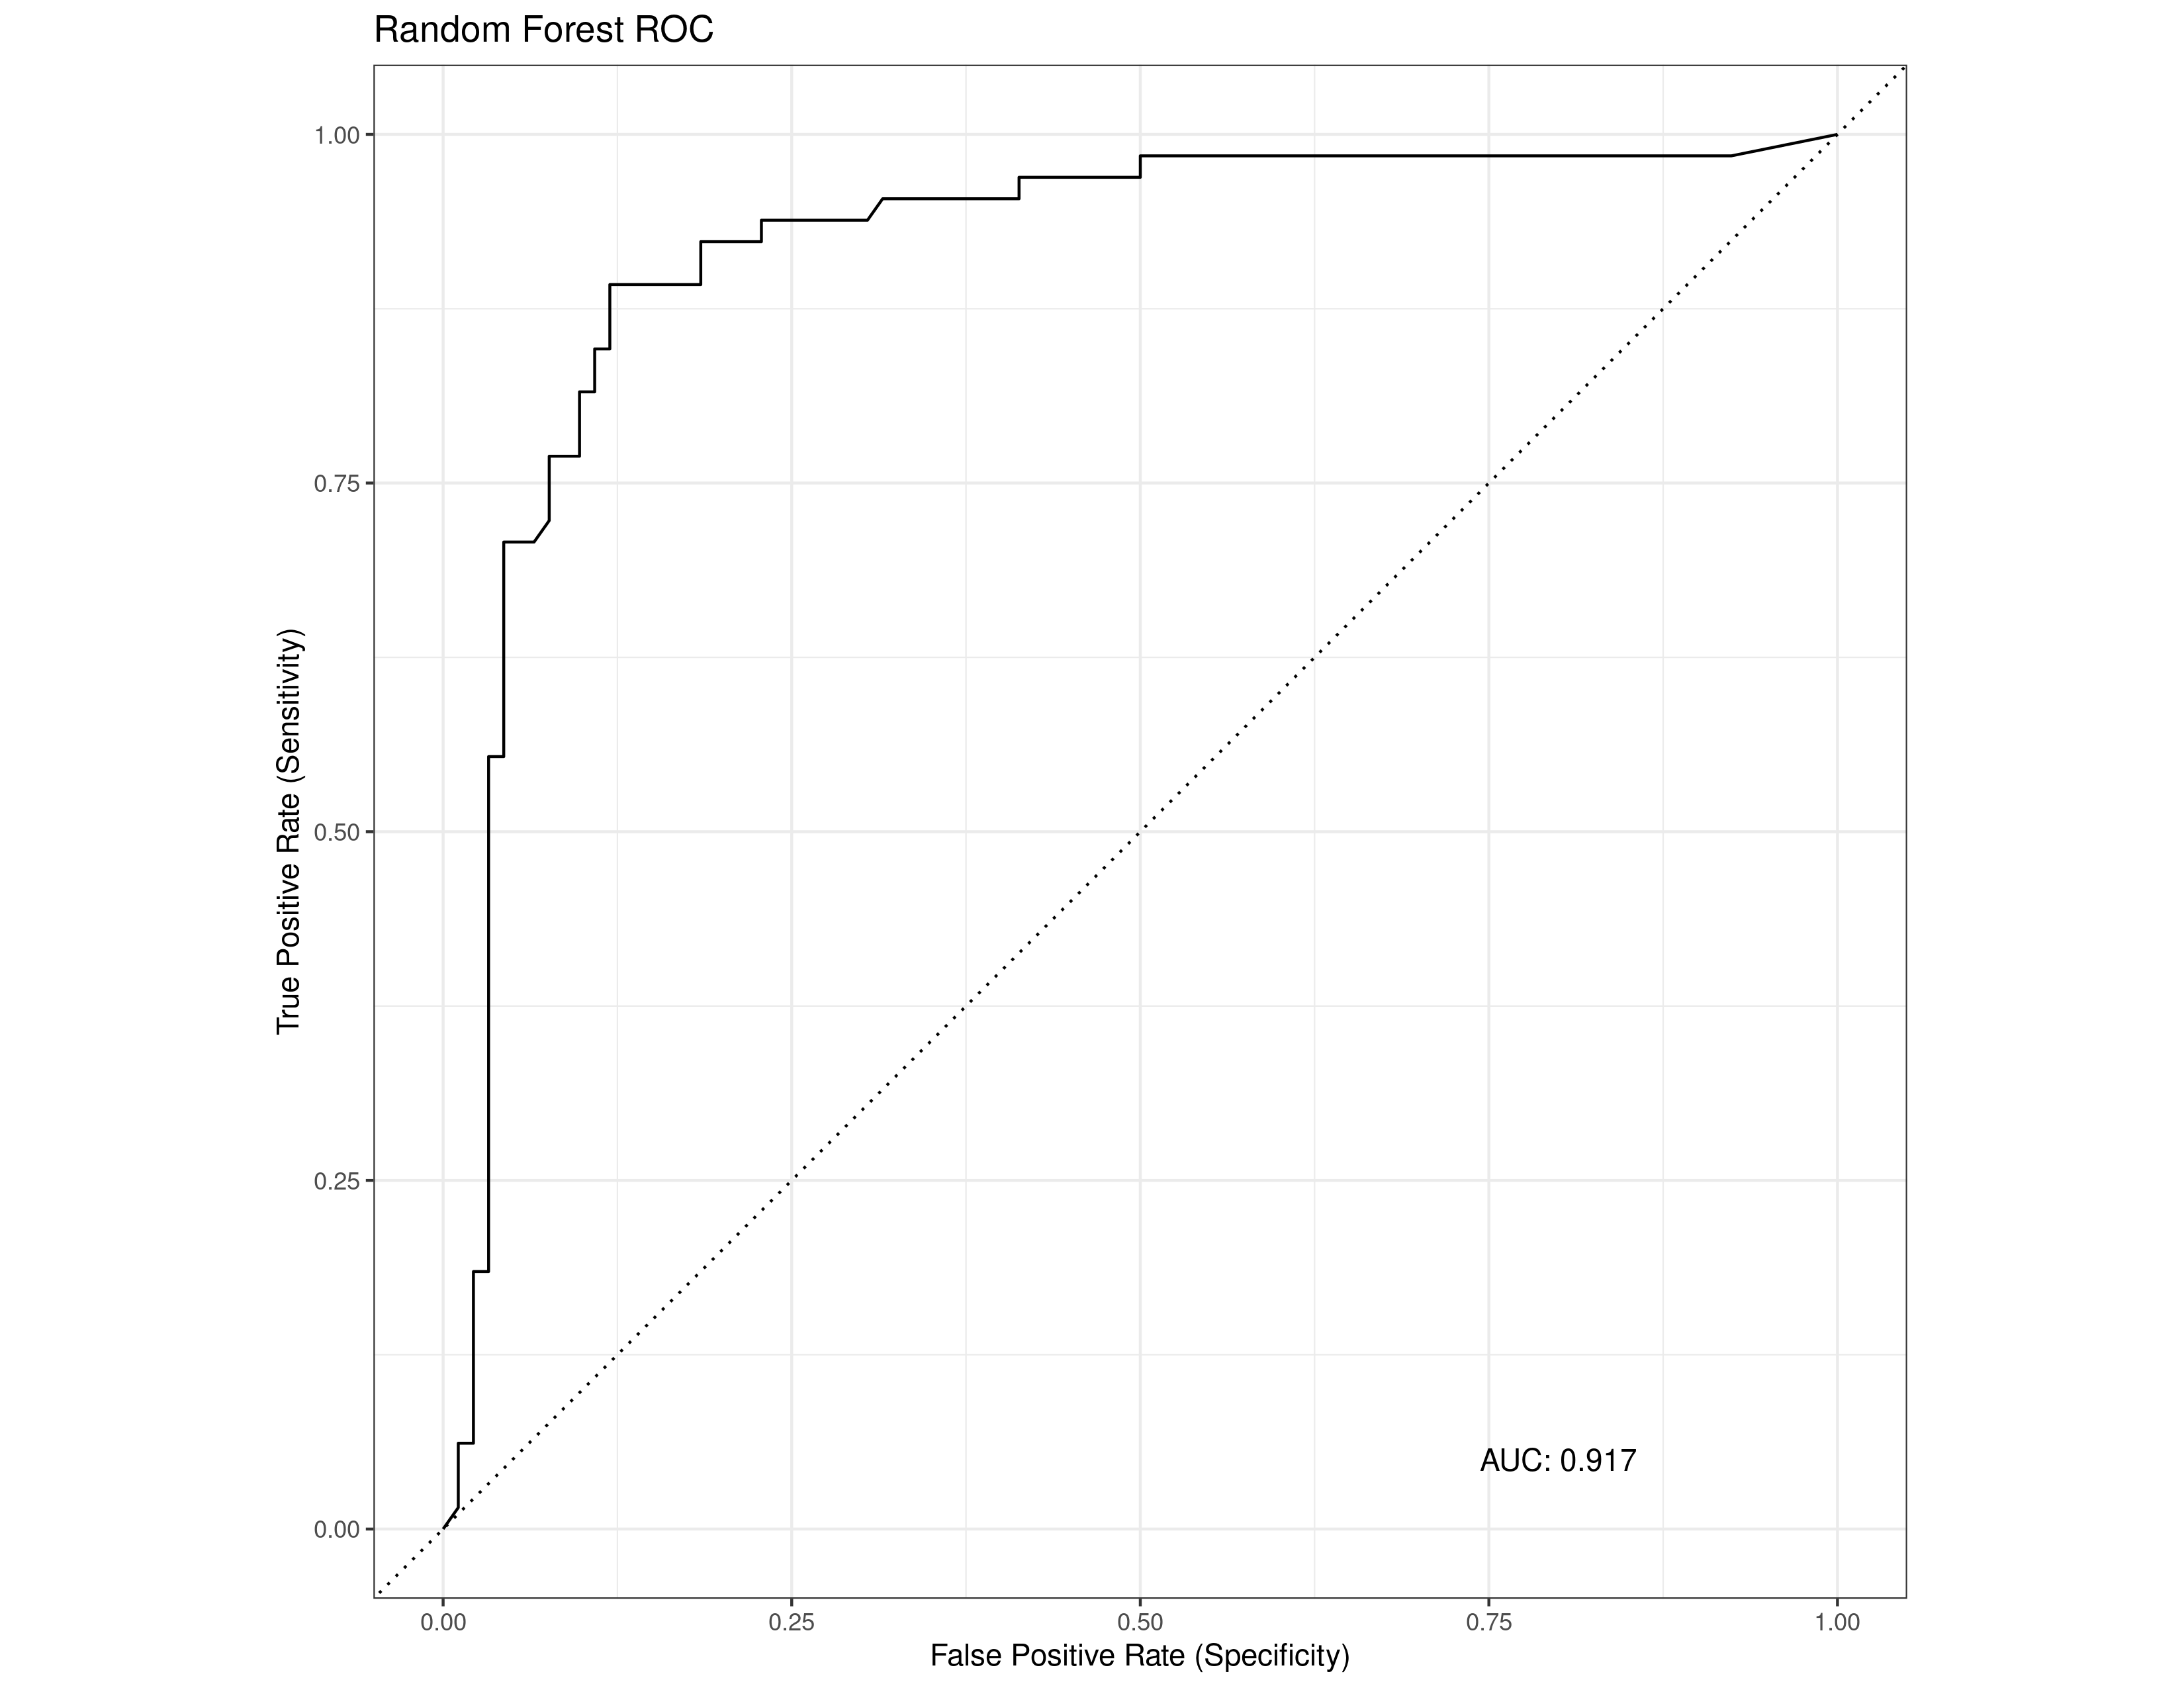 Random Forest ROC
True Positive Rate (Sensitivity)
1.00
0.75
0.50
0.25
0.00
AUC: 0.917
0.00 0.25 0.50 0.75 1.00
False Positive Rate (Specificity)